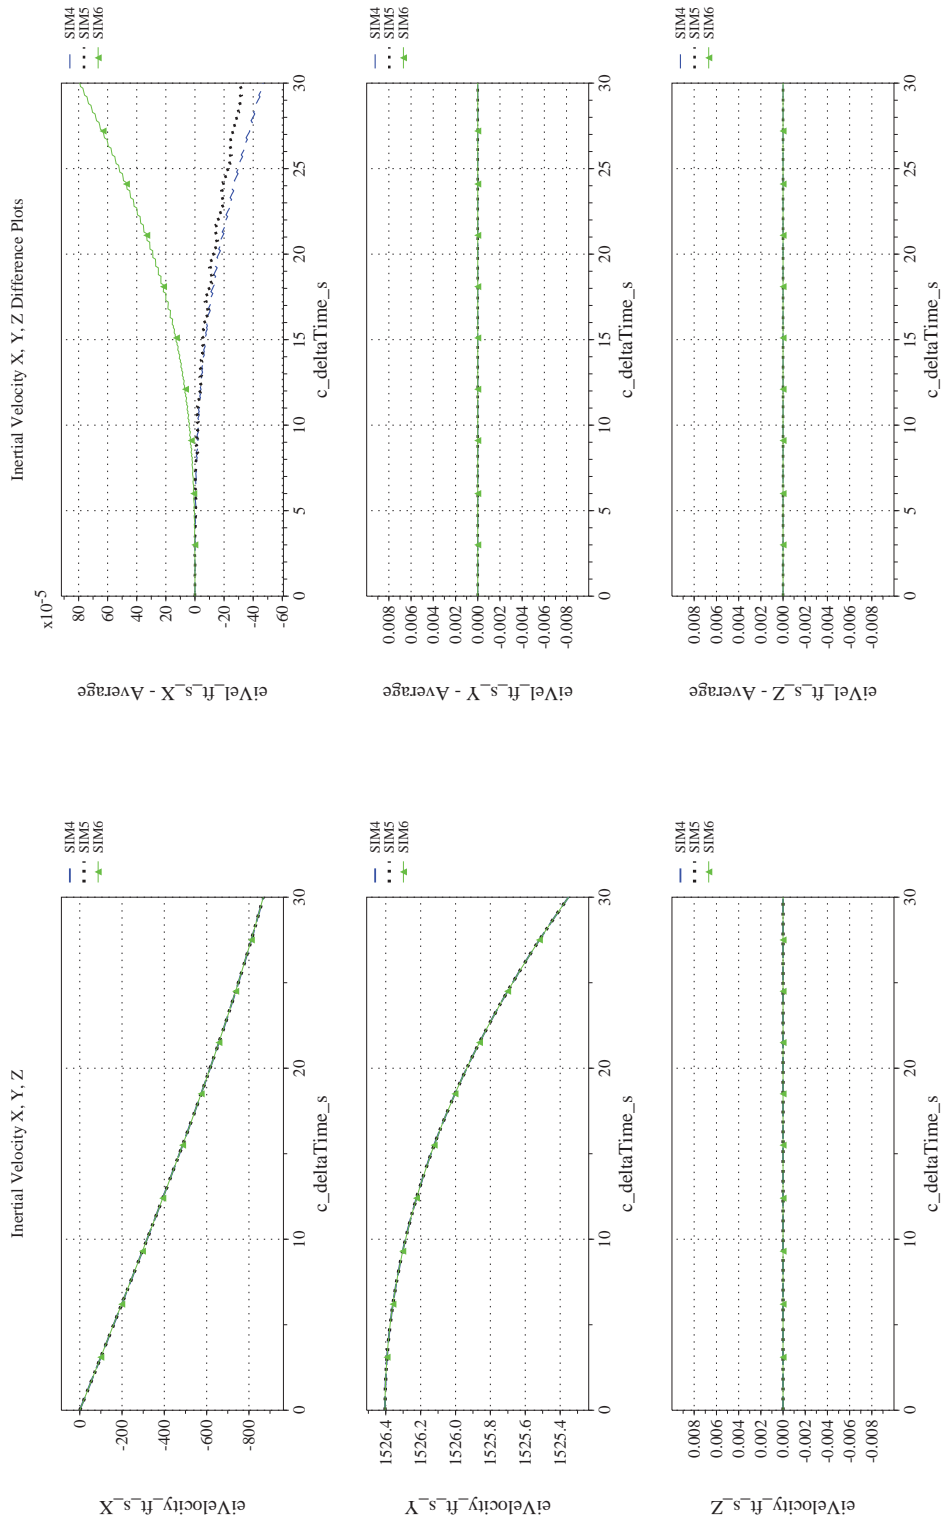 Inertial Velocity X, Y, Z
eiVelocity_ft_s_X
0
-200
-400
-600
-800
0 10 20 30
c_deltaTime_s
SIM4
SIM5
SIM6
eiVelocity_ft_s_Y
1526.4
1526.2
1526.0
1525.8
1525.6
1525.4
0 10 20 30
c_deltaTime_s
SIM4
SIM5
SIM6
eiVelocity_ft_s_Z
0.008
0.006
0.004
0.002
0.000
-0.002
-0.004
-0.006
-0.008
0 10 20 30
c_deltaTime_s
SIM4
SIM5
SIM6
Inertial Velocity X, Y, Z Difference Plots
x10-5
eiVel_ft_s_X - Average
80
60
40
20
0
-20
-40
-60
0 5 10 15 20 25 30
c_deltaTime_s
SIM4
SIM5
SIM6
eiVel_ft_s_Y - Average
0.008
0.006
0.004
0.002
0.000
-0.002
-0.004
-0.006
-0.008
0 5 10 15 20 25 30
c_deltaTime_s
SIM4
SIM5
SIM6
eiVel_ft_s_Z - Average
0.008
0.006
0.004
0.002
0.000
-0.002
-0.004
-0.006
-0.008
0 5 10 15 20 25 30
c_deltaTime_s
SIM4
SIM5
SIM6